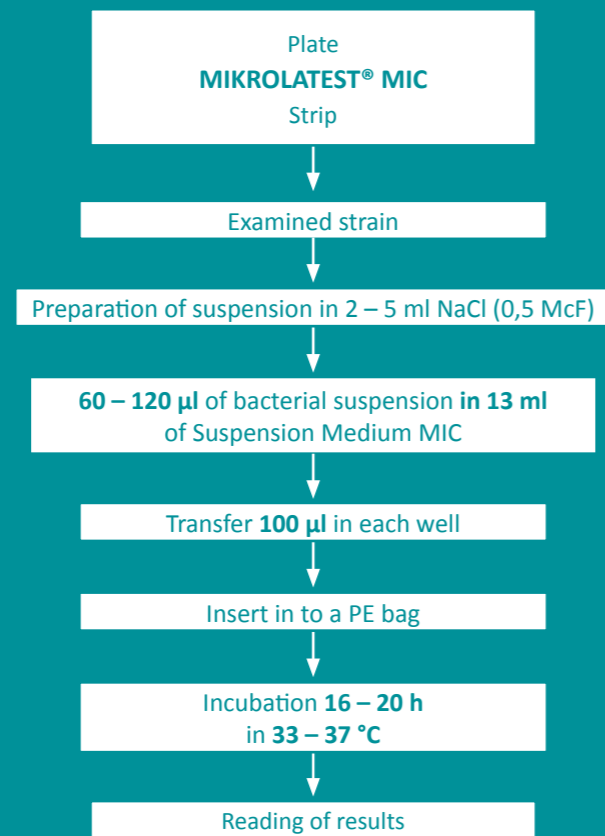 Plate
MIKROLATEST® MIC
Strip
Examined strain
Preparation of suspension in 2 – 5 ml NaCl (0,5 McF)
60 – 120 µl of bacterial suspension in 13 ml
of Suspension Medium MIC
Transfer 100 µl in each well
Insert in to a PE bag
Incubation 16 – 20 h
in 33 – 37 °C
Reading of results